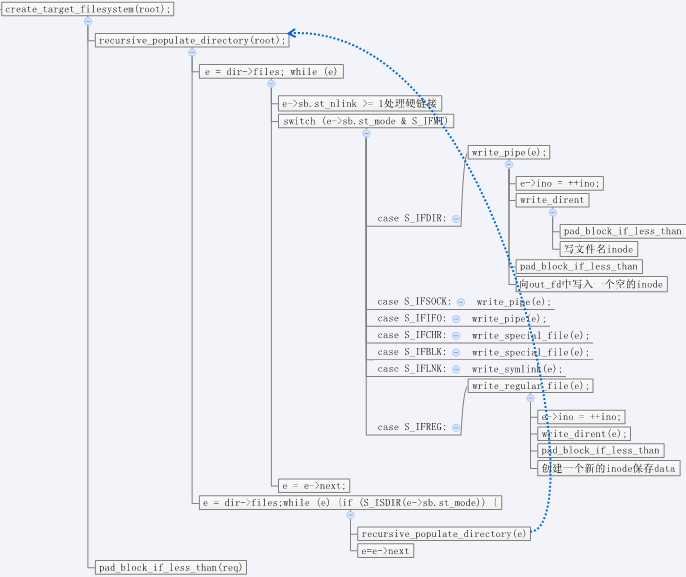 create_target_filesystem(root);
recursive_populate_directory(root);
e = dir->files; while (e)
e->sb.st_nlink >= 1处理硬链接
switch (e->sb.st_mode & S_IFMT)
write_pipe(e);
e->ino = ++ino;
write_dirent
case S_IFDIR:
pad_block_if_less_than
写文件名inode
pad_block_if_less_than
向out_fd中写入一个空的inode
case S_IFSOCK: write_pipe(e);
case S_IFIFO: write_pipe(e);
case S_IFCHR: write_special_file(e);
case S_IFBLK: write_special_file(e);
case S_IFLNK: write_symlink(e);
write_regular_file(e);
e->ino = ++ino;
case S_IFREG:
write_dirent(e);
pad_block_if_less_than
创建一个新的inode保存data
e = e->next;
e = dir->files;while (e) {if (S_ISDIR(e->sb.st_mode)) {
recursive_populate_directory(e)
e=e->next
pad_block_if_less_than(req)